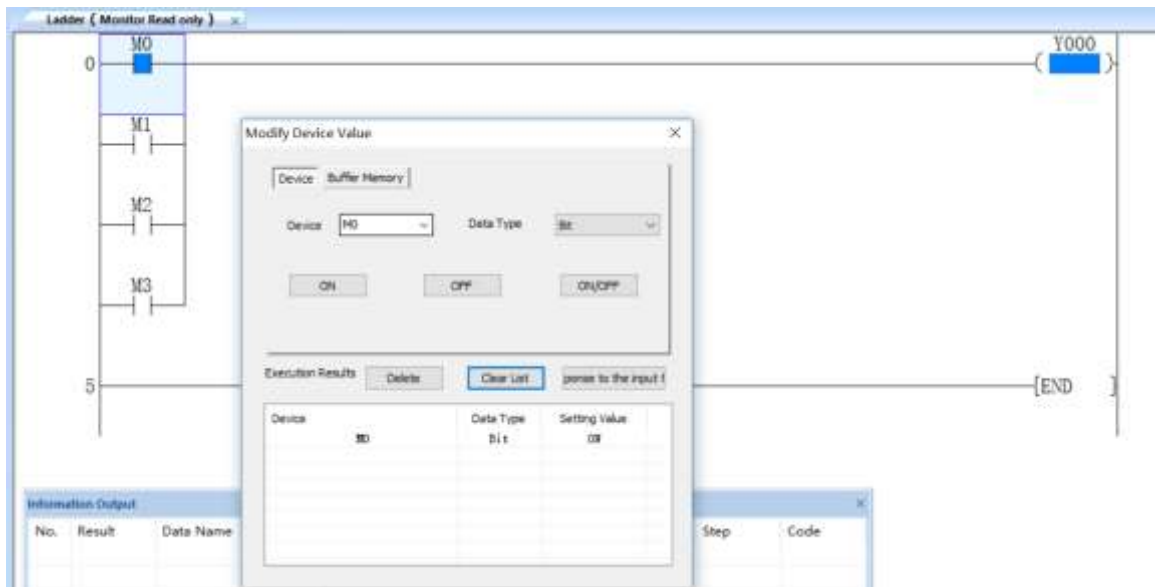 Ladder ( Monitor Read only ) ×
M0
Y000
0
( )
M1
M2
M3
5
[END ]
Modify Device Value ×
Device Buffer Memory
Device M0 Data Type Bit
ON OFF ON/OFF
Execution Results Delete Clear List ponse to the input f
Device Data Type Setting Value
M0 Bit ON
Information Output ×
No. Result Data Name Step Code